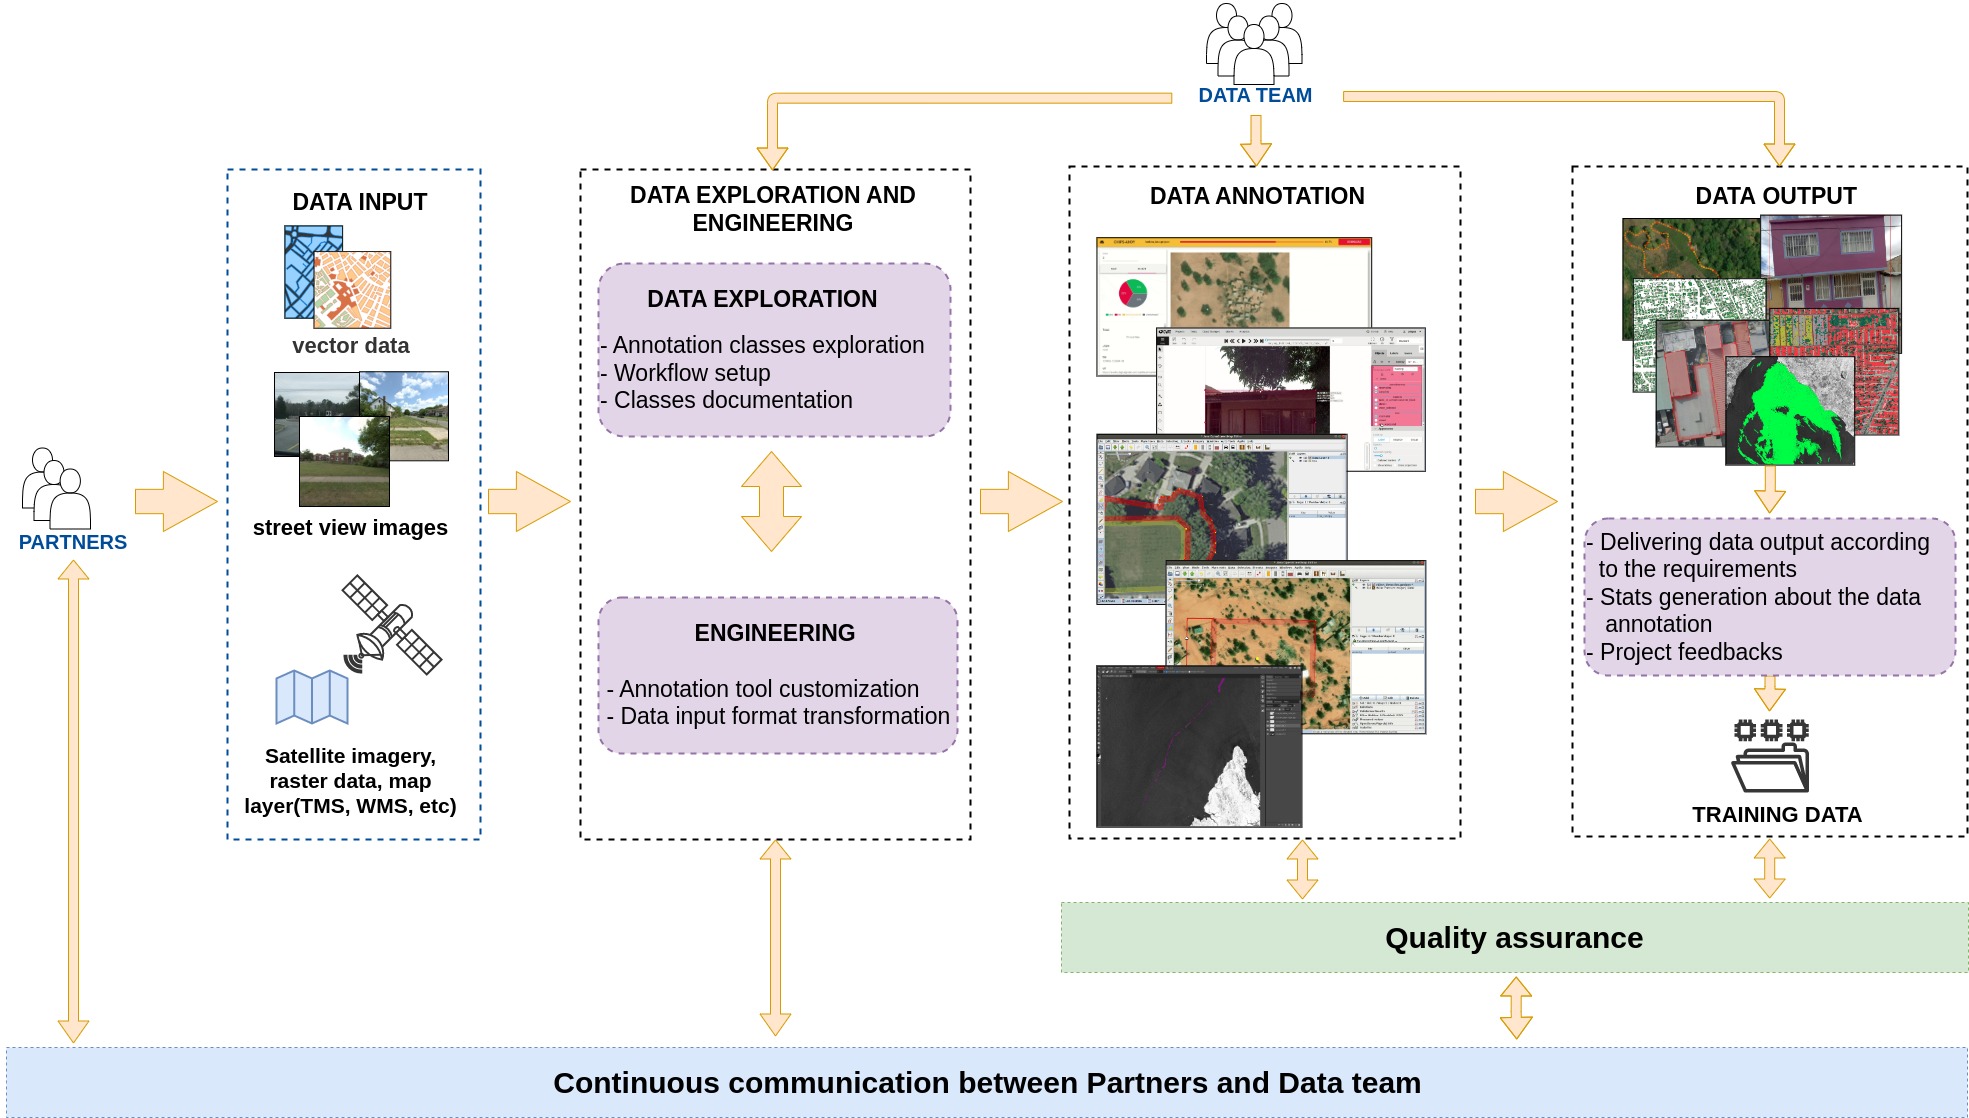 DATA TEAM
DATA INPUT
vector data
street view images
Satellite imagery,
raster data, map
layer(TMS, WMS, etc)
PARTNERS
DATA EXPLORATION AND
ENGINEERING
DATA EXPLORATION
- Annotation classes exploration
- Workflow setup
- Classes documentation
ENGINEERING
- Annotation tool customization
- Data input format transformation
DATA ANNOTATION
DATA OUTPUT
- Delivering data output according
to the requirements
- Stats generation about the data
annotation
- Project feedbacks
TRAINING DATA
Quality assurance
Continuous communication between Partners and Data team